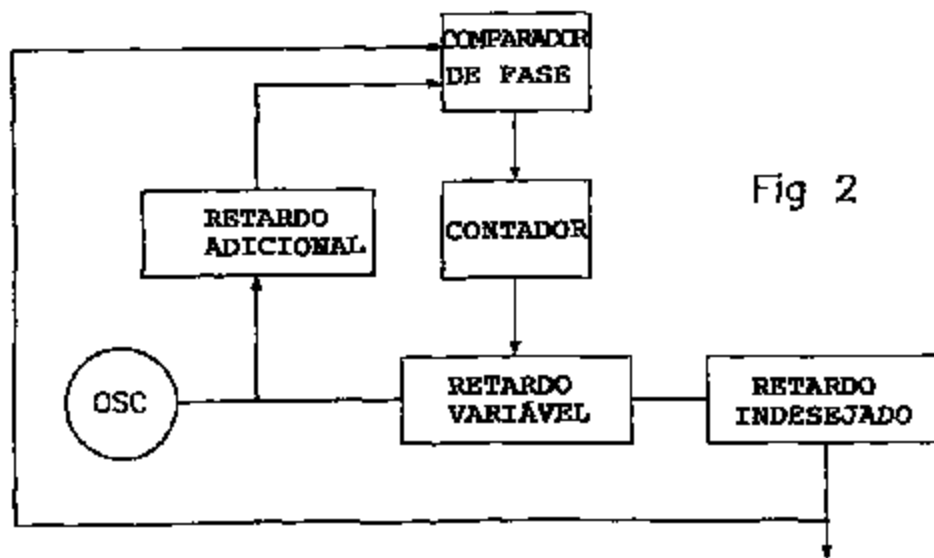 COMPARADOR
DE FASE
Fig 2
RETARDO
ADICIONAL
CONTADOR
OSC
RETARDO
VARIÁVEL
RETARDO
INDESEJADO